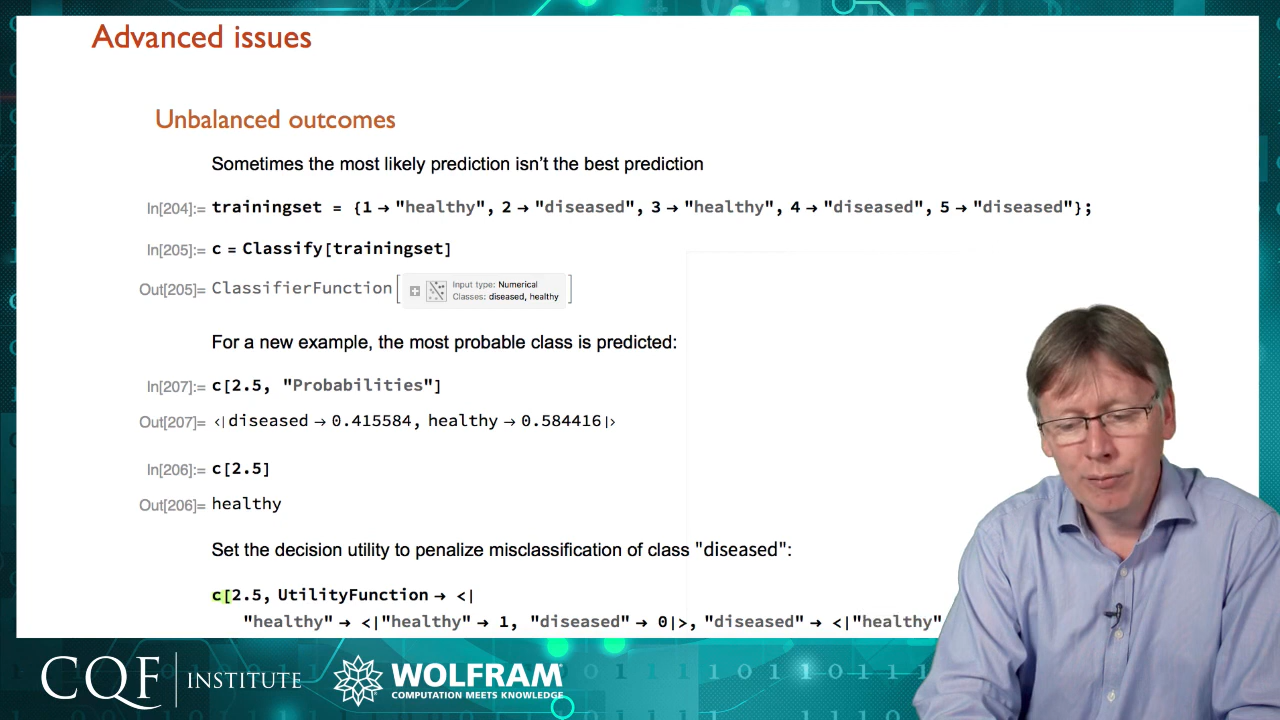 Advanced issues
Unbalanced outcomes
Sometimes the most likely prediction isn't the best prediction
In[204]:= trainingset = {1 → "healthy", 2 → "diseased", 3 → "healthy", 4 → "diseased", 5 → "diseased"};
In[205]:= c = Classify[trainingset]
Out[205]= ClassifierFunction[ Input type: Numerical
Classes: diseased, healthy ]
For a new example, the most probable class is predicted:
In[207]:= c[2.5, "Probabilities"]
Out[207]= <|diseased → 0.415584, healthy → 0.584416|>
In[206]:= c[2.5]
Out[206]= healthy
Set the decision utility to penalize misclassification of class "diseased":
c[2.5, UtilityFunction → <|
"healthy" → <|"healthy" → 1, "diseased" → 0|>, "diseased" → <|"healthy"
CQF INSTITUTE
WOLFRAM
COMPUTATION MEETS KNOWLEDGE